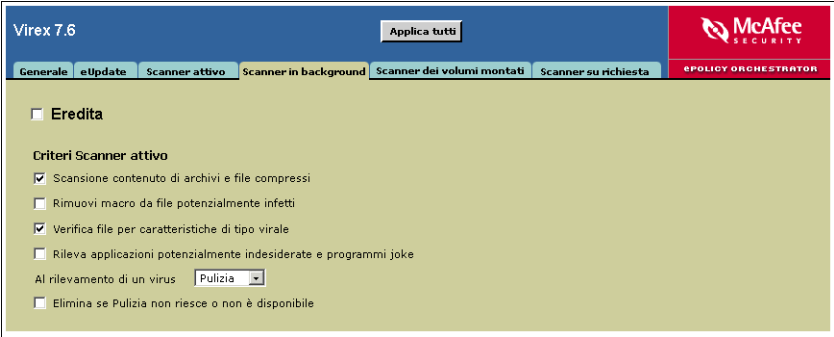 Virex 7.6
Applica tutti
McAfee
SECURITY
Generale eUpdate Scanner attivo Scanner in background Scanner dei volumi montati Scanner su richiesta
ePOLICY ORCHESTRATOR
Eredita
Criteri Scanner attivo
Scansione contenuto di archivi e file compressi
Rimuovi macro da file potenzialmente infetti
Verifica file per caratteristiche di tipo virale
Rileva applicazioni potenzialmente indesiderate e programmi joke
Al rilevamento di un virus Pulizia
Elimina se Pulizia non riesce o non è disponibile